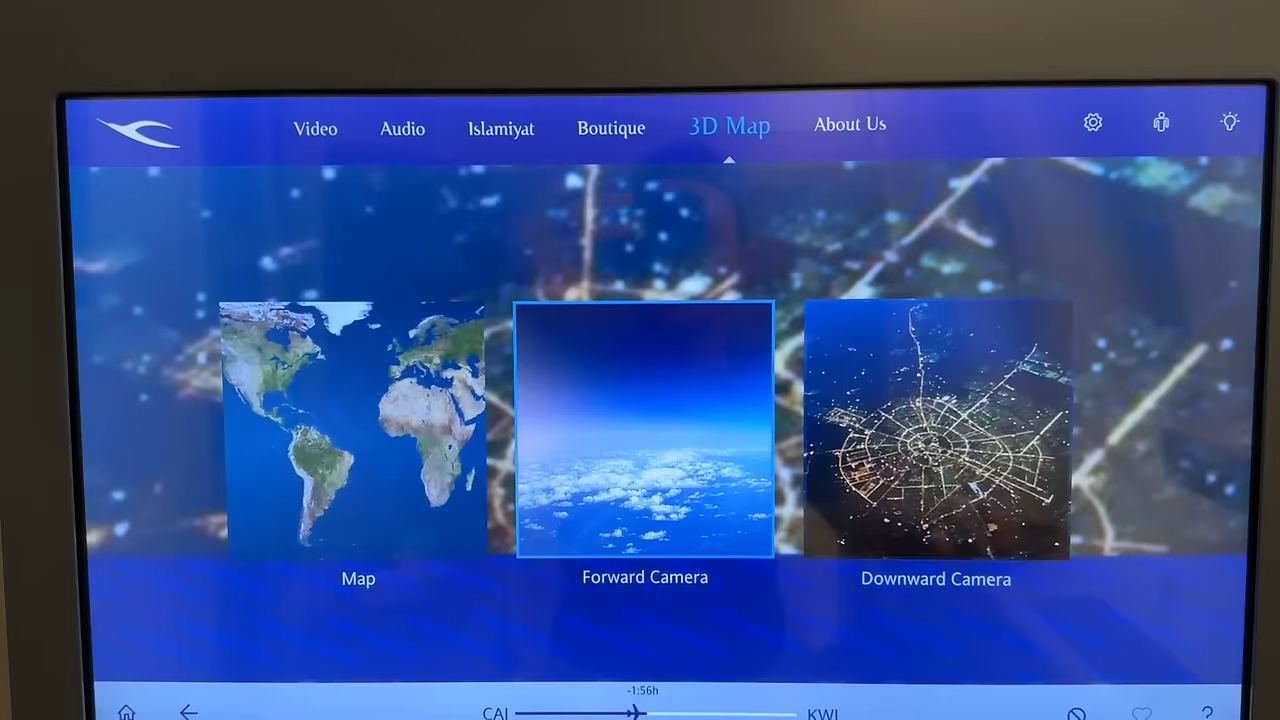 Video Audio Islamiyat Boutique 3D Map About Us
Map Forward Camera Downward Camera
-1:56h
CAI KWI